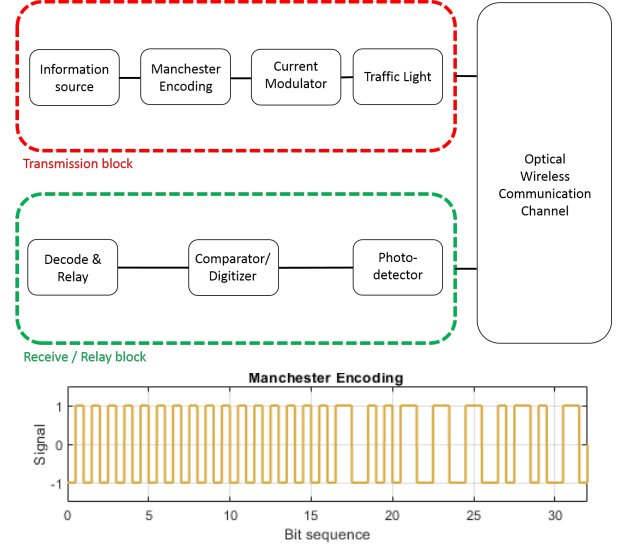 Information
source
Manchester
Encoding
Current
Modulator
Traffic Light
Transmission block
Optical
Wireless
Communication
Channel
Decode &
Relay
Comparator/
Digitizer
Photo-
detector
Receive / Relay block
Manchester Encoding
Signal
1
0
-1
0 5 10 15 20 25 30
Bit sequence